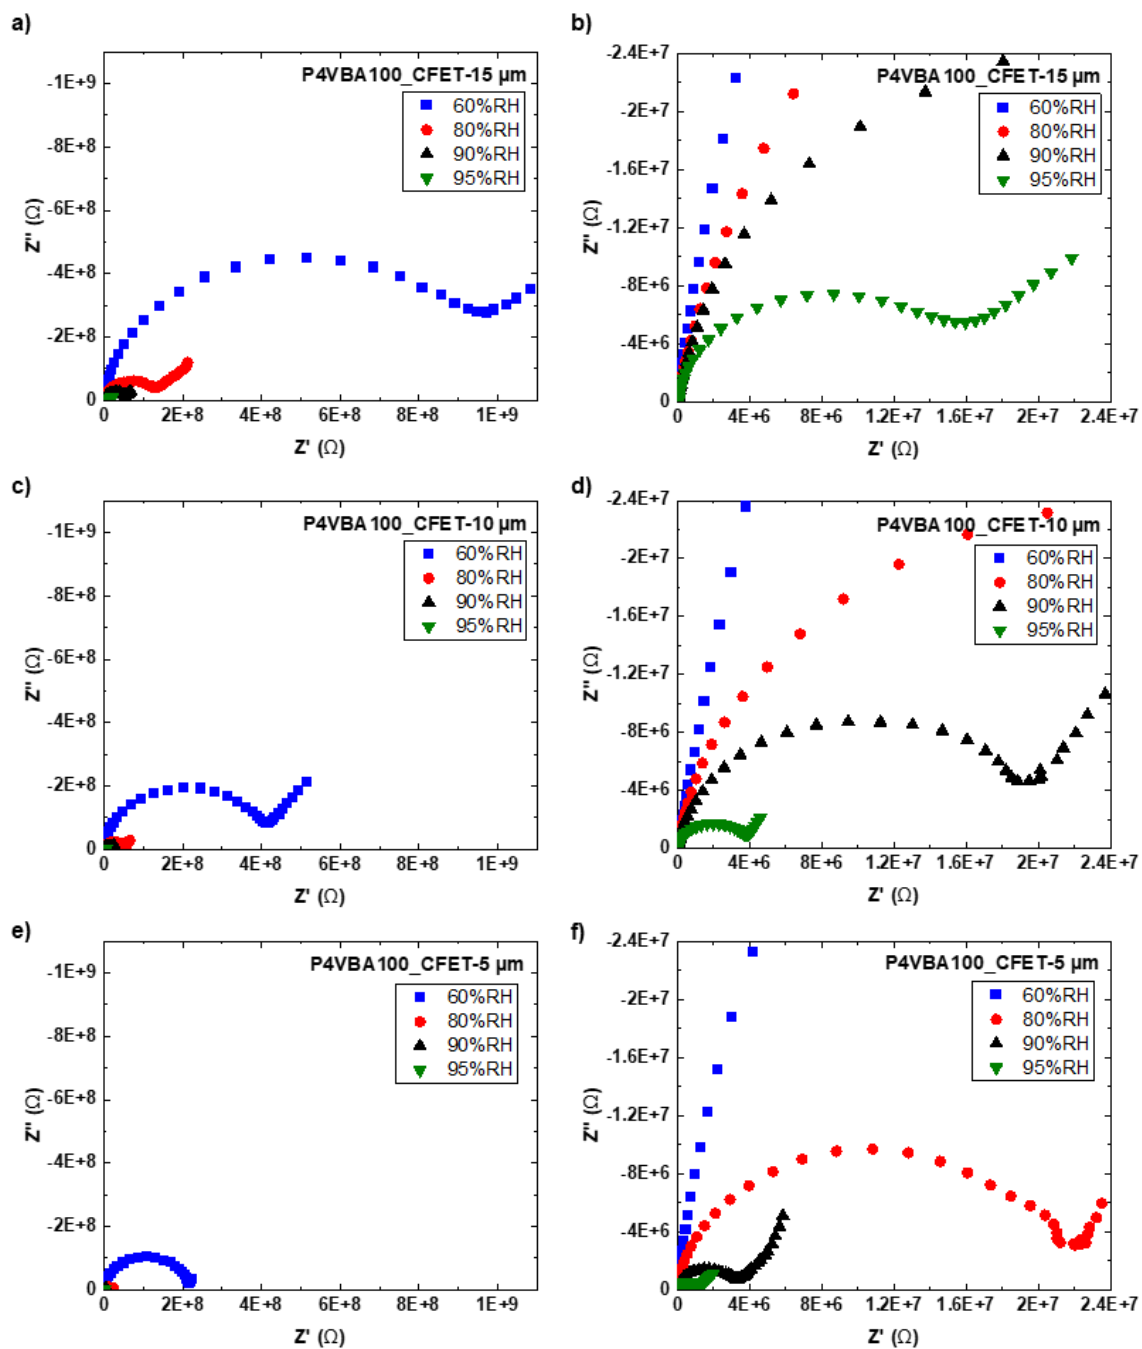 a)
P4VBA100_CFET-15 μm
60%RH
80%RH
90%RH
95%RH
-1E+9
-8E+8
-6E+8
-4E+8
-2E+8
0
Z'' (Ω)
0 2E+8 4E+8 6E+8 8E+8 1E+9
Z' (Ω)
b)
-2.4E+7
P4VBA100_CFET-15 μm
60%RH
80%RH
90%RH
95%RH
-2E+7
-1.6E+7
-1.2E+7
-8E+6
-4E+6
0
Z'' (Ω)
0 4E+6 8E+6 1.2E+7 1.6E+7 2E+7 2.4E+7
Z' (Ω)
c)
P4VBA100_CFET-10 μm
60%RH
80%RH
90%RH
95%RH
-1E+9
-8E+8
-6E+8
-4E+8
-2E+8
0
Z'' (Ω)
0 2E+8 4E+8 6E+8 8E+8 1E+9
Z' (Ω)
d)
-2.4E+7
P4VBA100_CFET-10 μm
60%RH
80%RH
90%RH
95%RH
-2E+7
-1.6E+7
-1.2E+7
-8E+6
-4E+6
0
Z'' (Ω)
0 4E+6 8E+6 1.2E+7 1.6E+7 2E+7 2.4E+7
Z' (Ω)
e)
P4VBA100_CFET-5 μm
60%RH
80%RH
90%RH
95%RH
-1E+9
-8E+8
-6E+8
-4E+8
-2E+8
0
Z'' (Ω)
0 2E+8 4E+8 6E+8 8E+8 1E+9
Z' (Ω)
f)
-2.4E+7
P4VBA100_CFET-5 μm
60%RH
80%RH
90%RH
95%RH
-2E+7
-1.6E+7
-1.2E+7
-8E+6
-4E+6
0
Z'' (Ω)
0 4E+6 8E+6 1.2E+7 1.6E+7 2E+7 2.4E+7
Z' (Ω)